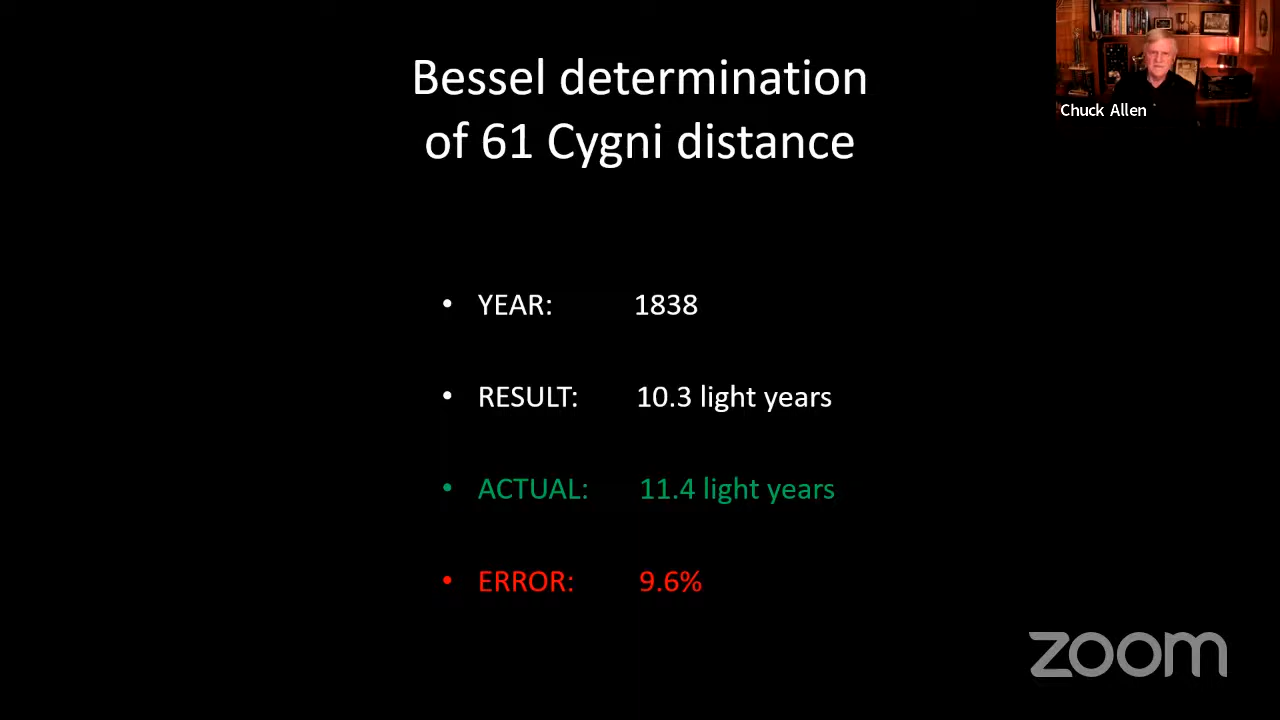 Bessel determination
of 61 Cygni distance
Chuck Allen
• YEAR: 1838
• RESULT: 10.3 light years
• ACTUAL: 11.4 light years
• ERROR: 9.6%
zoom